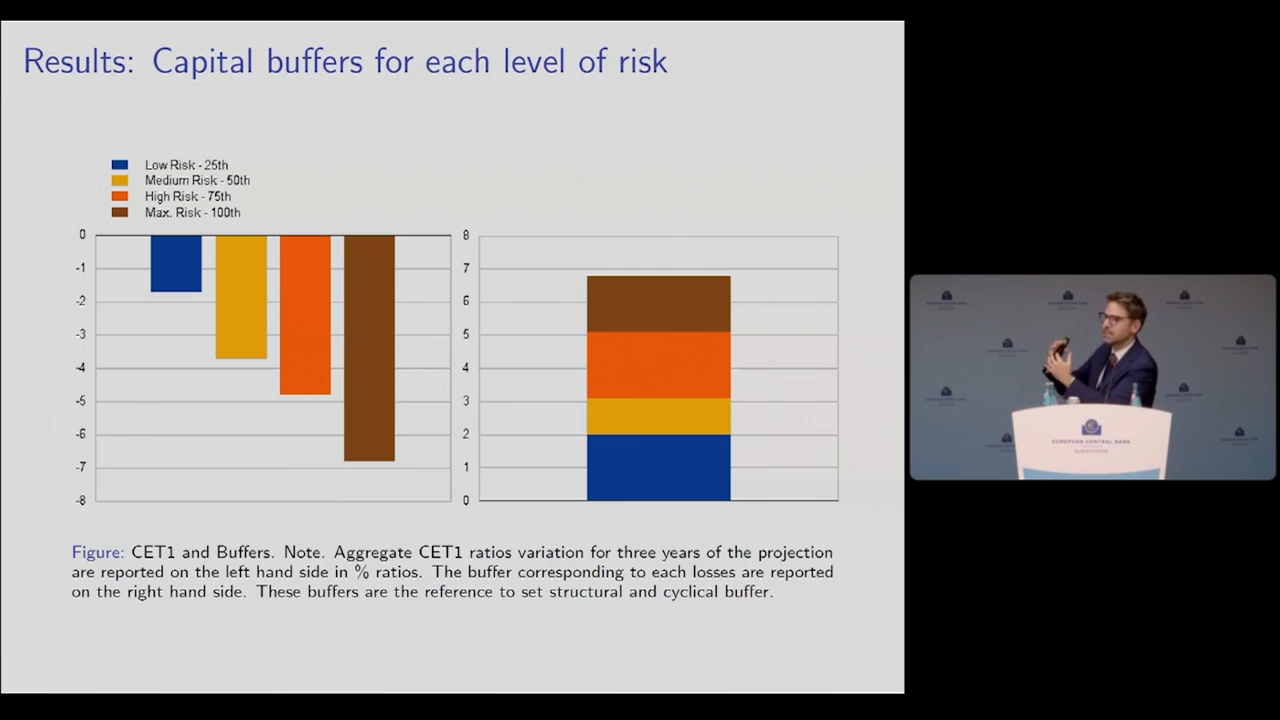 Results: Capital buffers for each level of risk
Low Risk - 25th
Medium Risk - 50th
High Risk - 75th
Max. Risk - 100th
0
-1
-2
-3
-4
-5
-6
-7
-8
8
7
6
5
4
3
2
1
0
Figure: CET1 and Buffers. Note. Aggregate CET1 ratios variation for three years of the projection
are reported on the left hand side in % ratios. The buffer corresponding to each losses are reported
on the right hand side. These buffers are the reference to set structural and cyclical buffer.
EUROPEAN CENTRAL BANK
EUROSYSTEM